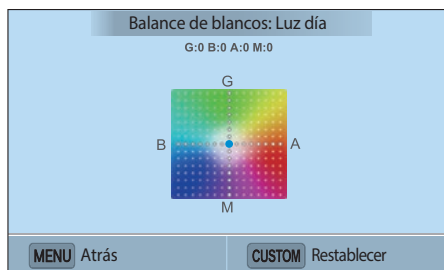 Balance de blancos: Luz día
G:0 B:0 A:0 M:0
G
B A
M
MENU Atrás CUSTOM Restablecer